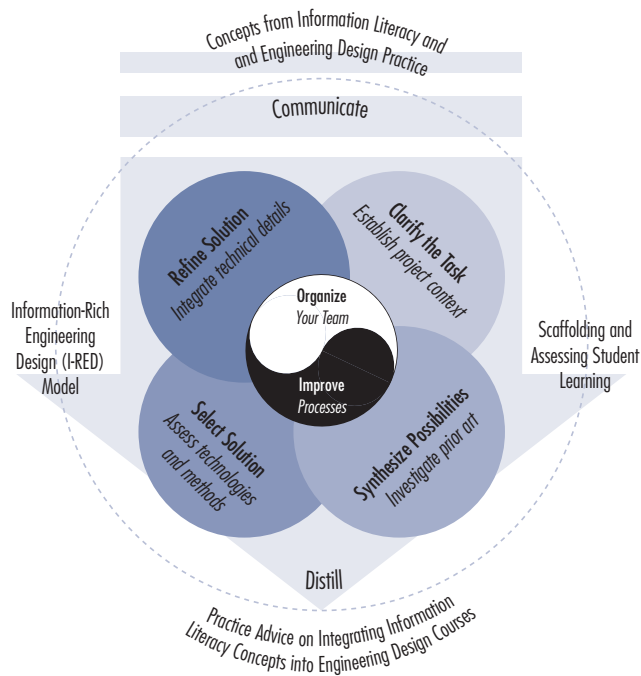 Concepts from Information Literacy and
and Engineering Design Practice
Communicate
Refine Solution
Integrate technical details
Clarify the Task
Establish project context
Organize
Your Team
Improve
Processes
Information-Rich
Engineering
Design (I-RED)
Model
Scaffolding and
Assessing Student
Learning
Select Solution
Assess technologies
and methods
Synthesize Possibilities
Investigate prior art
Distill
Practice Advice on Integrating Information
Literacy Concepts into Engineering Design Courses